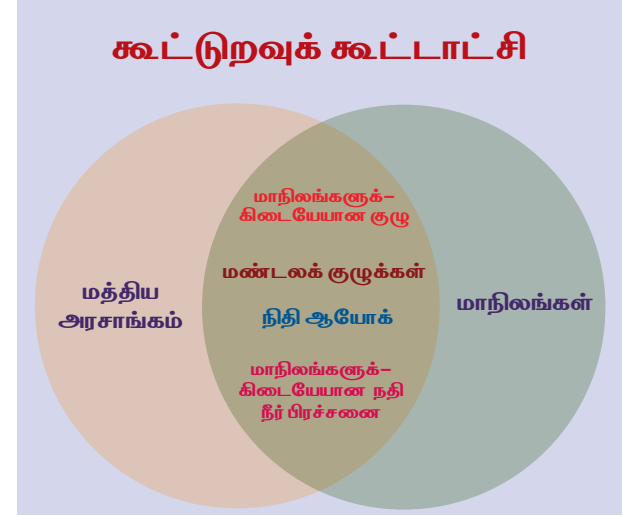 கூட்டுறவுக் கூட்டாட்சி
மாநிலங்களுக்–
கிடையேயான குழு
மண்டலக் குழுக்கள்
மத்திய
அரசாங்கம்
நிதி ஆயோக்
மாநிலங்கள்
மாநிலங்களுக்–
கிடையேயான நதி
நீர் பிரச்சனை